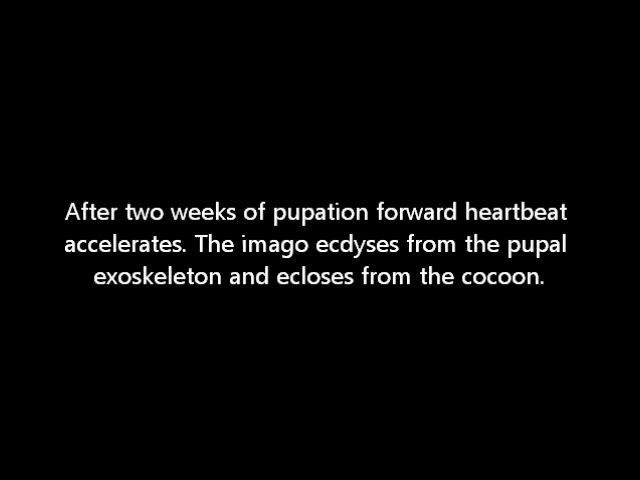 After two weeks of pupation forward heartbeat
accelerates. The imago ecdyses from the pupal
exoskeleton and ecloses from the cocoon.